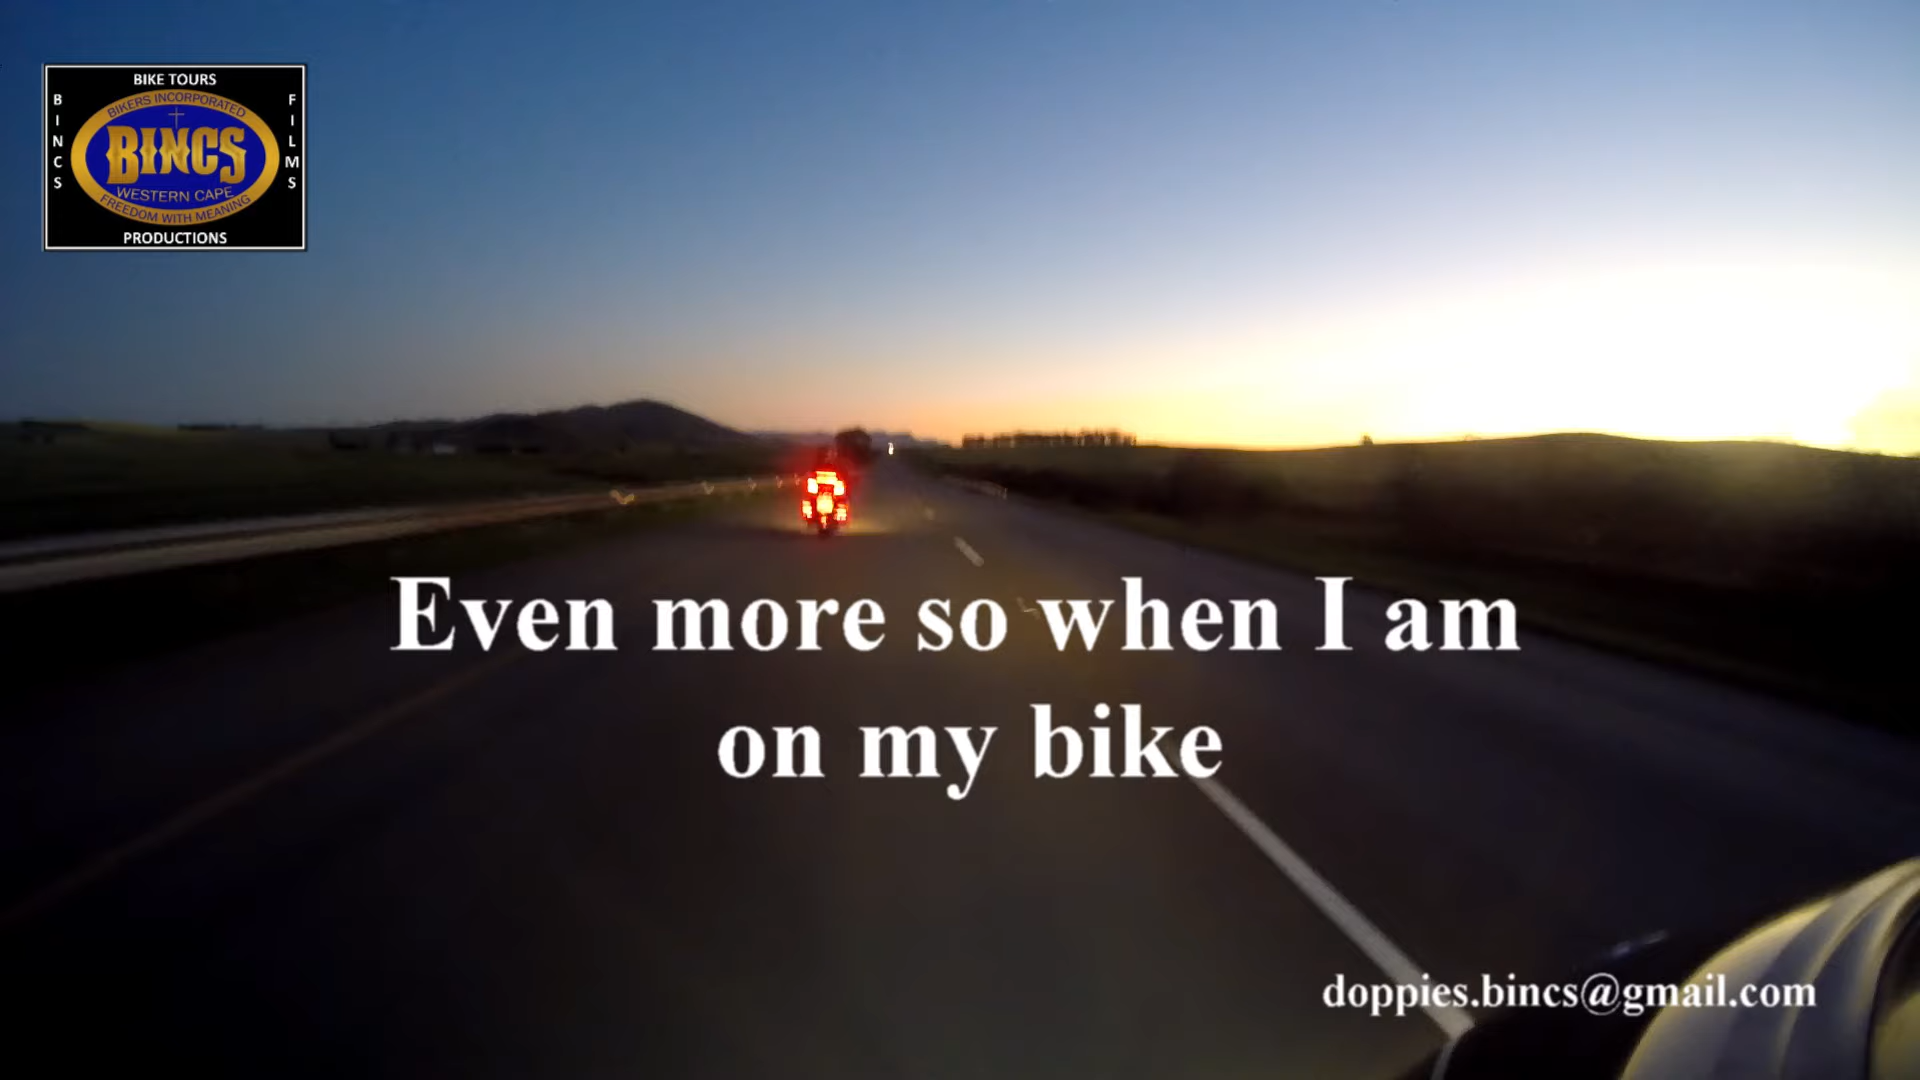 BIKE TOURS
BINCS
FILMS
BIKERS INCORPORATED
BINCS
WESTERN CAPE
FREEDOM WITH MEANING
PRODUCTIONS
Even more so when I am
on my bike
doppies.bincs@gmail.com